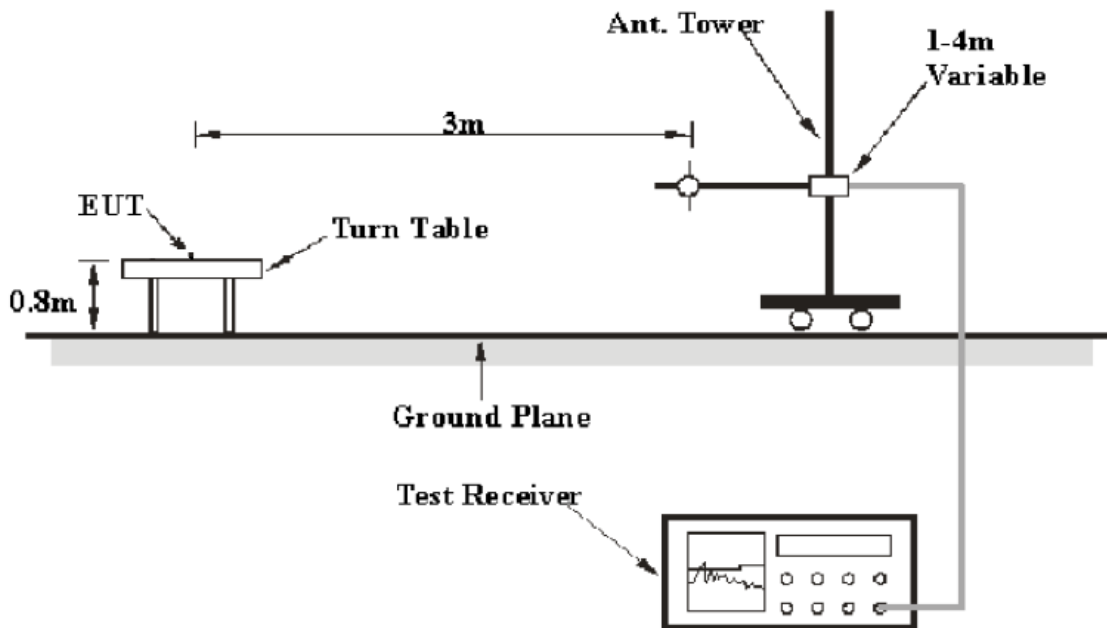 Ant. Tower
1-4m
Variable
3m
EUT
Turn Table
0.8m
Ground Plane
Test Receiver